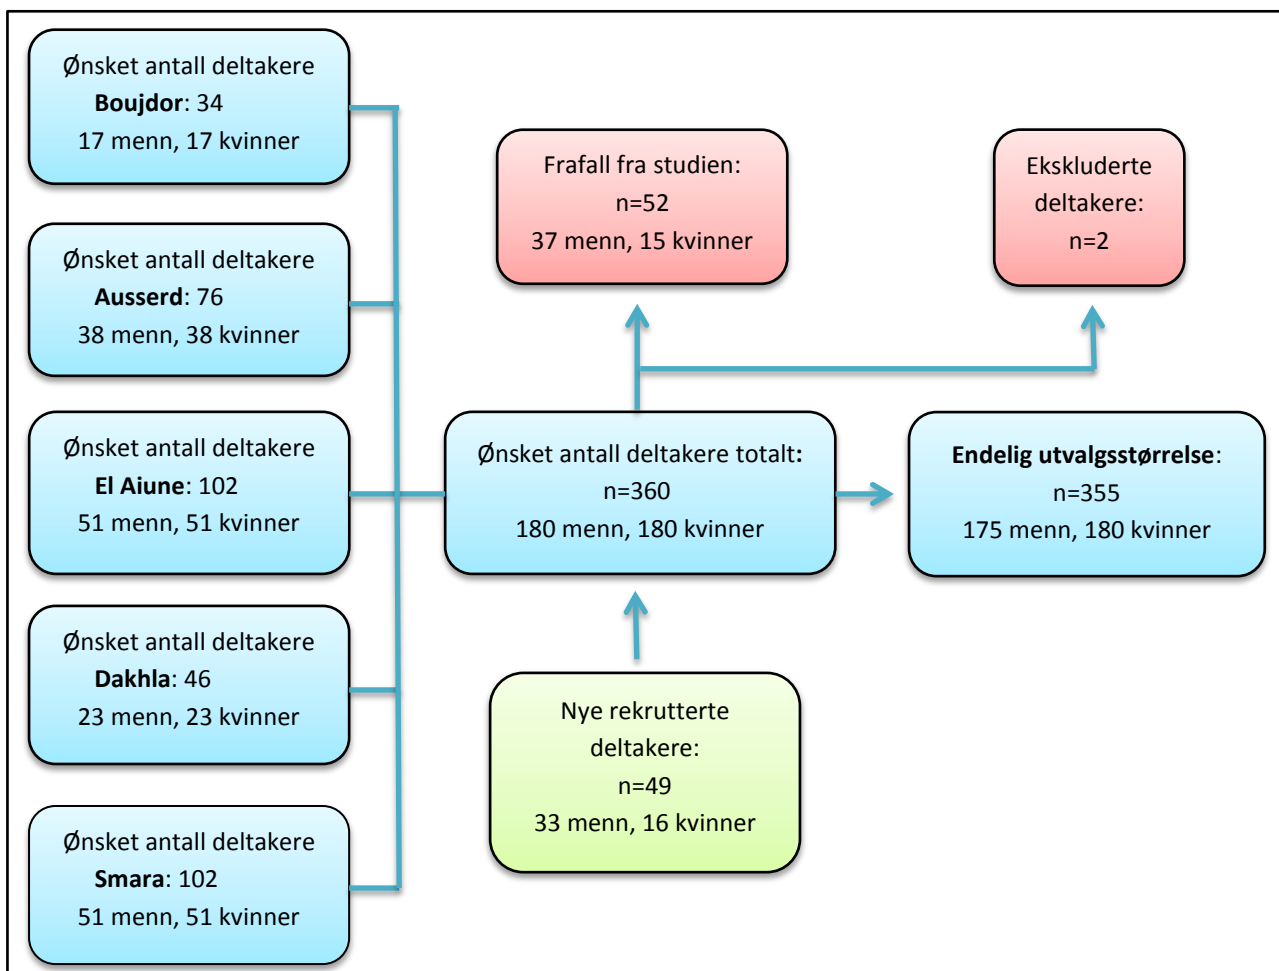 Ønsket antall deltakere
Boujdor: 34
17 menn, 17 kvinner
Ønsket antall deltakere
Ausserd: 76
38 menn, 38 kvinner
Ønsket antall deltakere
El Aiune: 102
51 menn, 51 kvinner
Ønsket antall deltakere
Dakhla: 46
23 menn, 23 kvinner
Ønsket antall deltakere
Smara: 102
51 menn, 51 kvinner
Frafall fra studien:
n=52
37 menn, 15 kvinner
Ekskluderte
deltakere:
n=2
Ønsket antall deltakere totalt:
n=360
180 menn, 180 kvinner
Endelig utvalgsstørrelse:
n=355
175 menn, 180 kvinner
Nye rekrutterte
deltakere:
n=49
33 menn, 16 kvinner